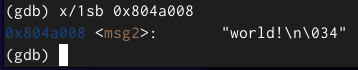 (gdb) x/1sb 0x804a008
0x804a008 <msg2>:        "world!\n\034"
(gdb)